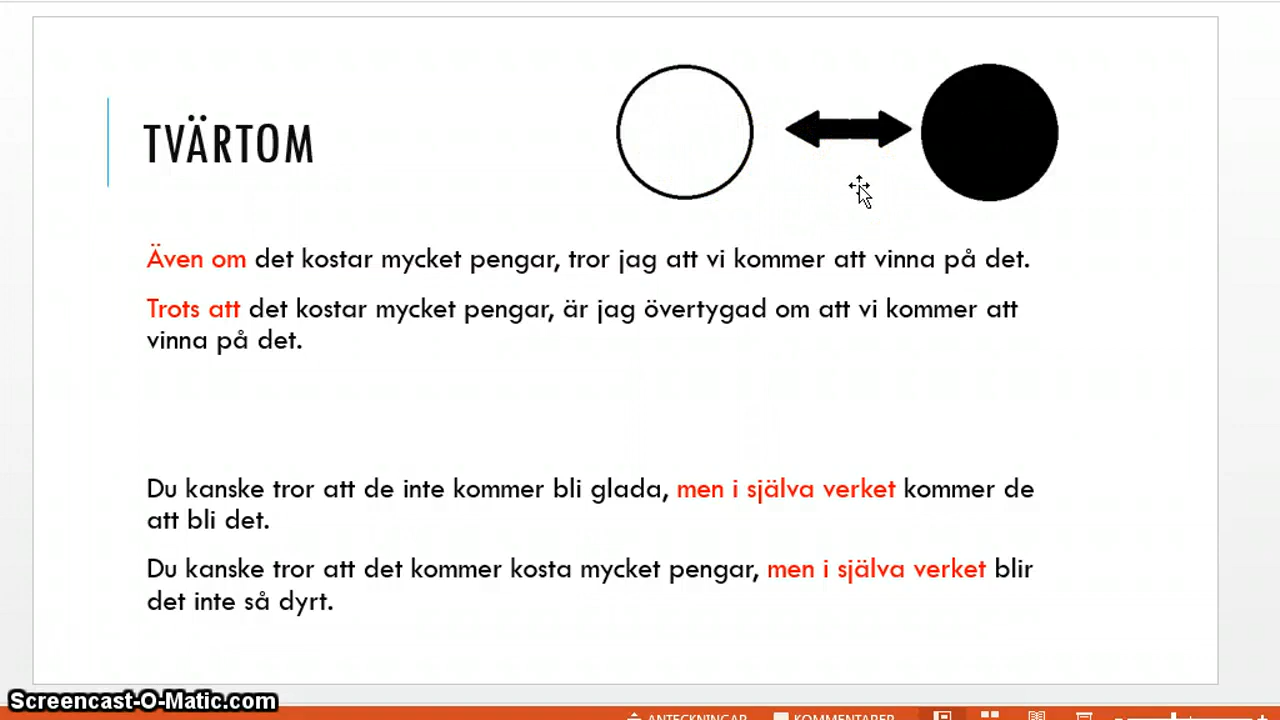 TVÄRTOM
Även om det kostar mycket pengar, tror jag att vi kommer att vinna på det.
Trots att det kostar mycket pengar, är jag övertygad om att vi kommer att
vinna på det.
Du kanske tror att de inte kommer bli glada, men i själva verket kommer de
att bli det.
Du kanske tror att det kommer kosta mycket pengar, men i själva verket blir
det inte så dyrt.
Screencast-O-Matic.com
ANTECKNINGAR KOMMENTARER